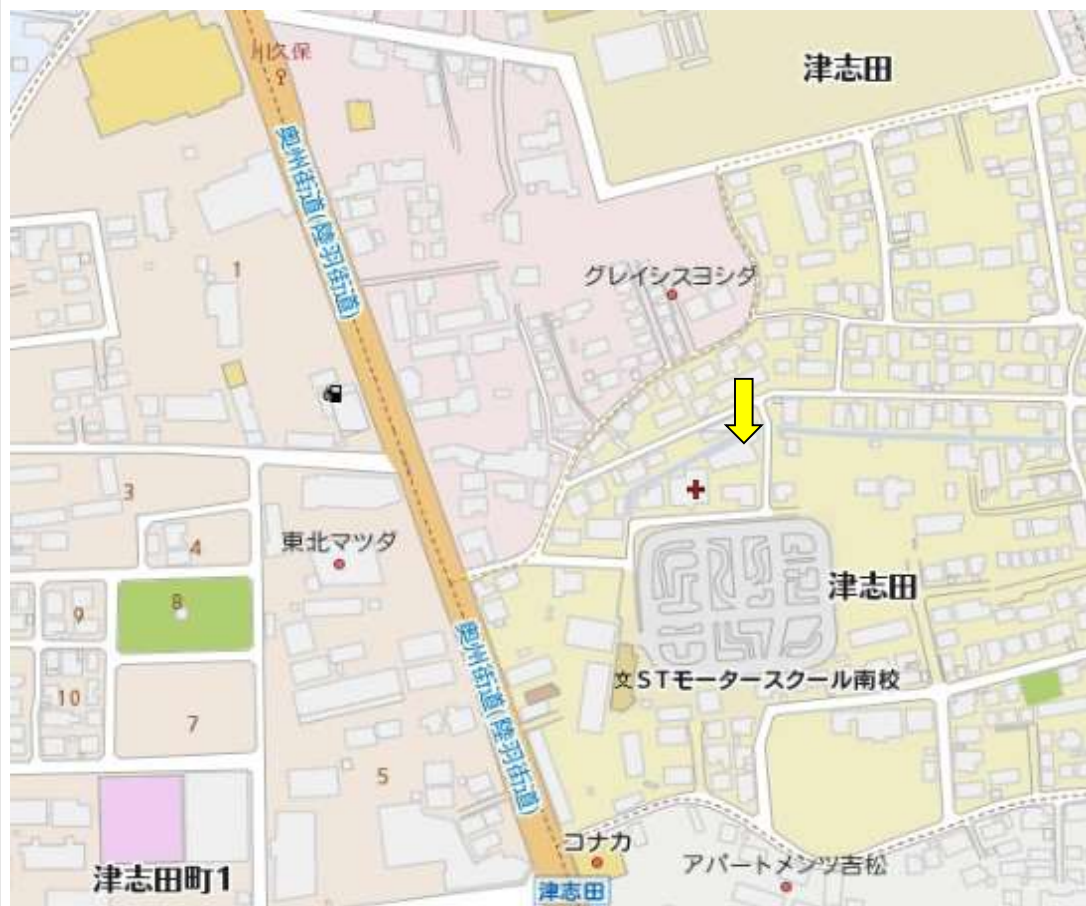 川久保
津志田
奥州街道(陸羽街道)
1
グレイシスヨシダ
3
東北マツダ
4
8
津志田
9
奥州街道(陸羽街道)
文STモータースクール南校
10
7
5
コナカ
アパートメンツ吉松
津志田町1
津志田